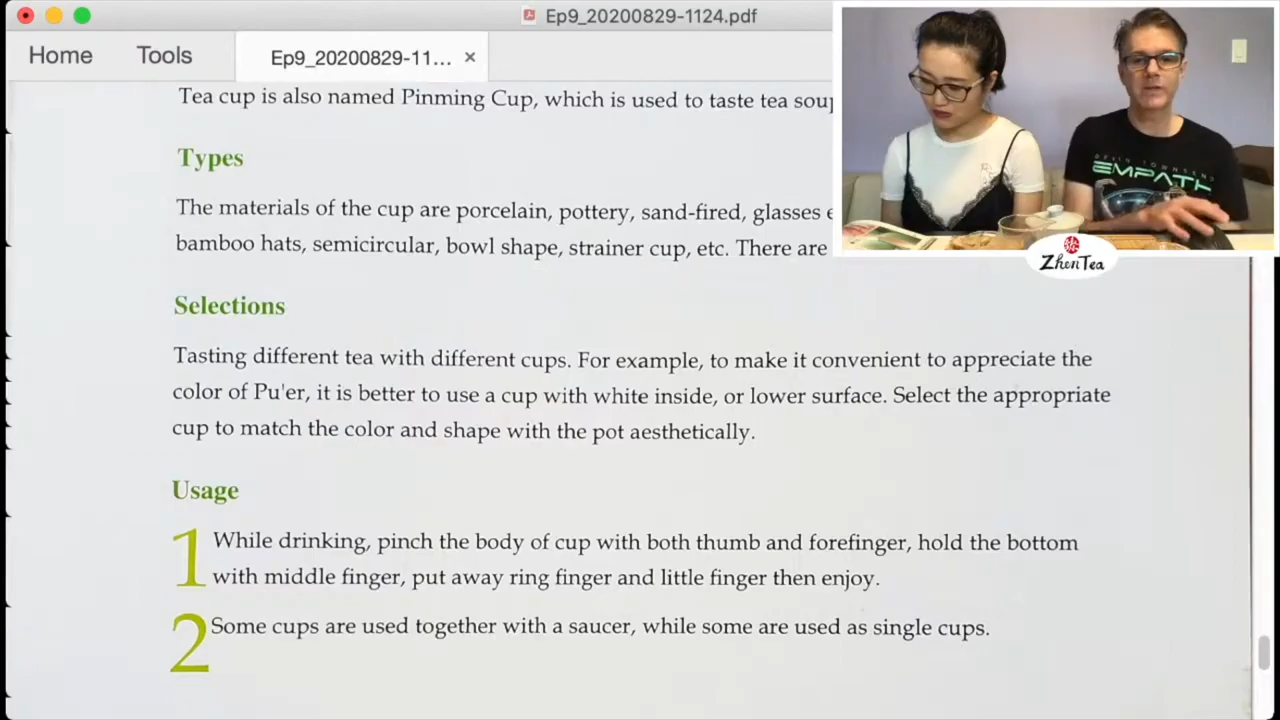 Ep9_20200829-1124.pdf
Home
Tools
Ep9_20200829-11...
Tea cup is also named Pinming Cup, which is used to taste tea
Types
The materials of the cup are porcelain, pottery, sand-fired, glasses
bamboo hats, semicircular, bowl shape, strainer cup, etc. There are
Selections
Tasting different tea with different cups. For example, to make it convenient to appreciate the
color of Pu'er, it is better to use a cup with white inside, or lower surface. Select the appropriate
cup to match the color and shape with the pot aesthetically.
Usage
1 While drinking, pinch the body of cup with both thumb and forefinger, hold the bottom
with middle finger, put away ring finger and little finger then enjoy.
2 Some cups are used together with a saucer, while some are used as single cups.
DEVIN TOWNSEND
EMPATH
ZhenTea